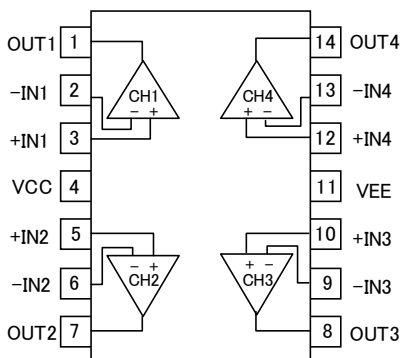 OUT1 1 14 OUT4
-IN1 2 CH1 CH4 13 -IN4
- + + -
+IN1 3 12 +IN4
VCC 4 11 VEE
+IN2 5 10 +IN3
- + + -
-IN2 6 CH2 CH3 9 -IN3
OUT2 7 8 OUT3